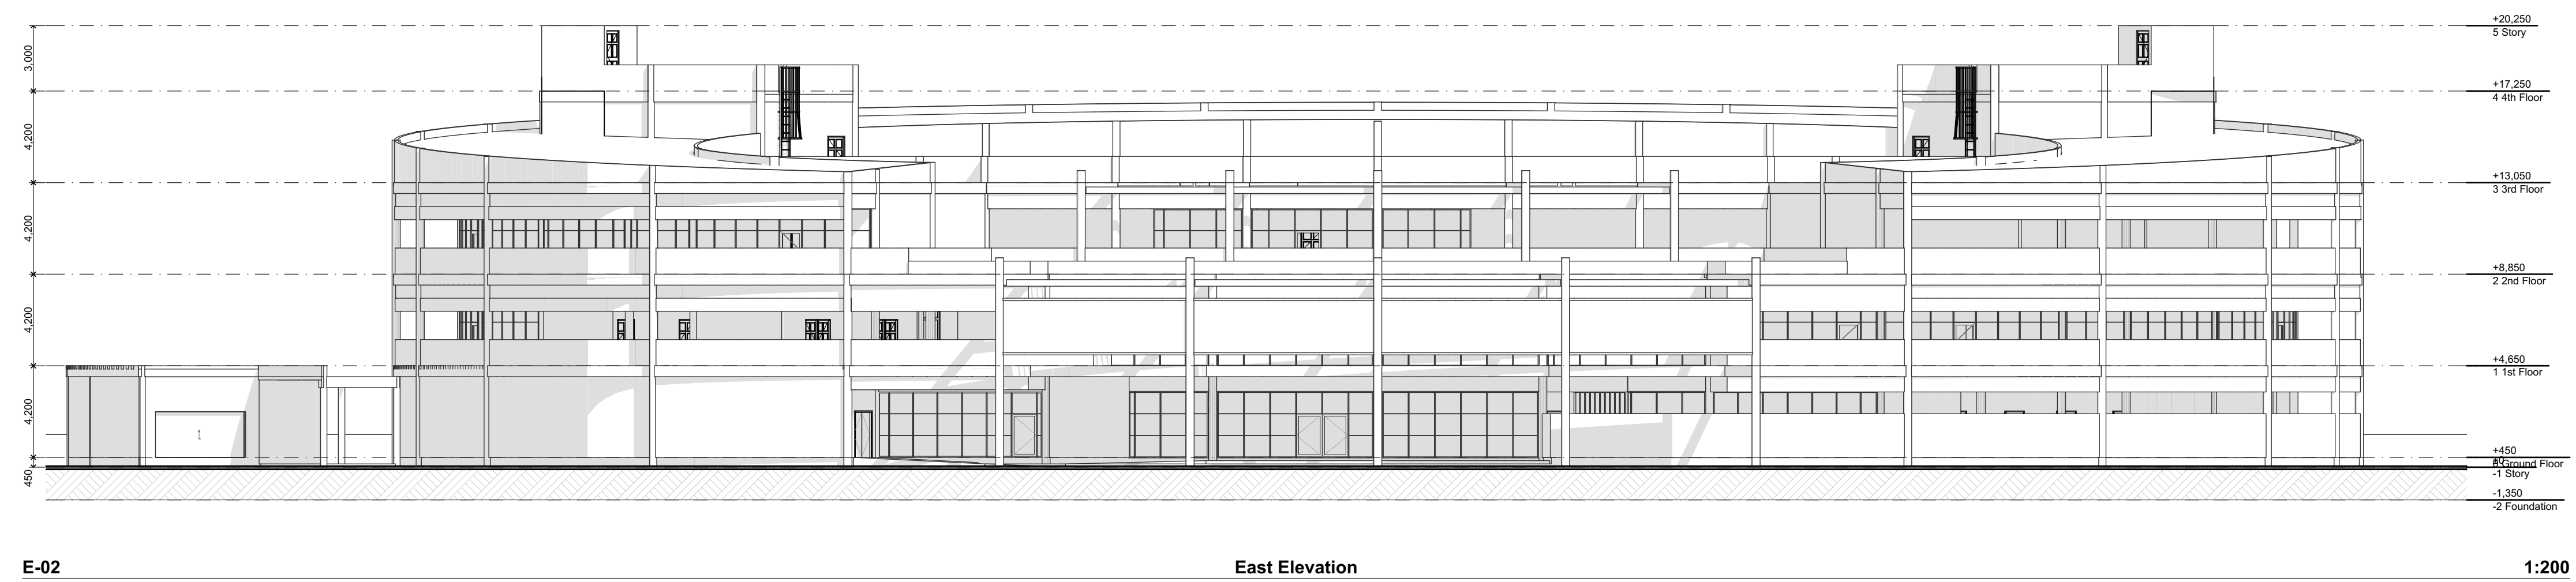 +20,250
5 Story
3,000
+17,250
4 4th Floor
4,200
+13,050
3 3rd Floor
4,200
+8,850
2 2nd Floor
4,200
+4,650
1 1st Floor
4,200
+450
Ground Floor
-1 Story
450
-1,350
-2 Foundation
E-02
East Elevation
1:200